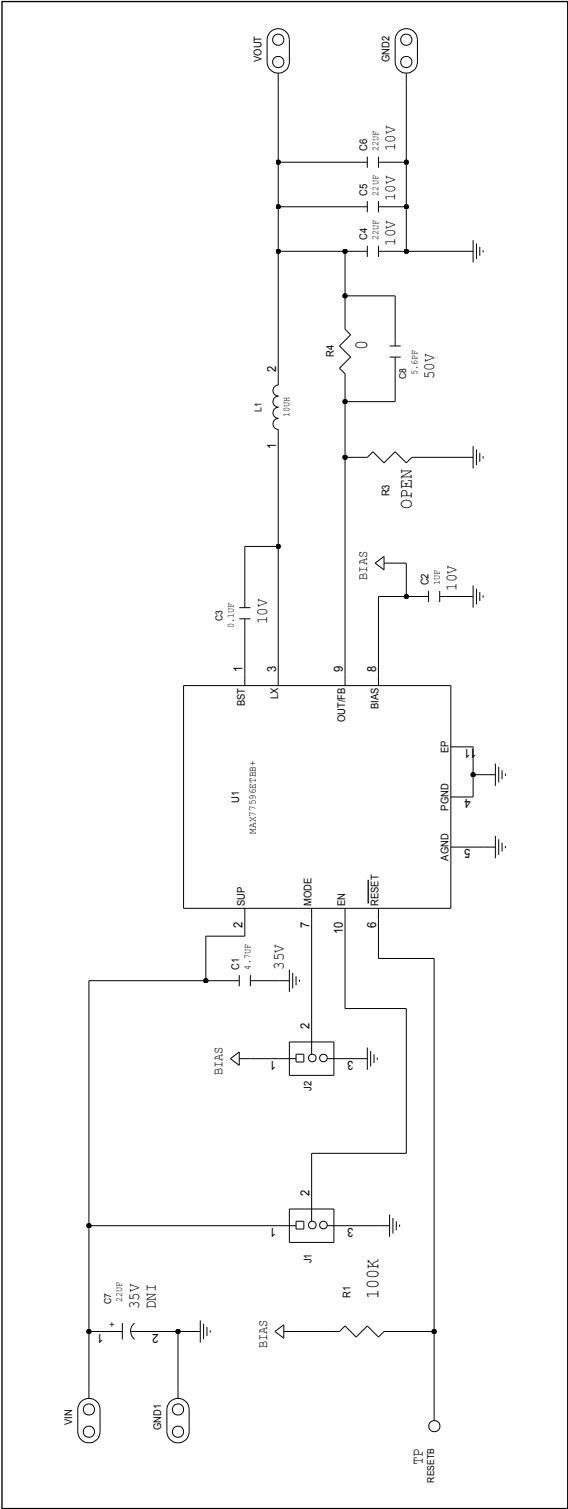 VIN
GND1
1
+
2
C7
22UF
35V
DNI
BIAS
R1
100K
TP
RESETB
1
2
3
J1
BIAS
1
2
3
J2
C1
4.7UF
35V
2
SUP
7
MODE
10
EN
6
RESET
U1
MAX77596ETBB+
AGND
5
PGND
4
EP
11
BST
1
LX
3
OUT/FB
9
BIAS
8
C3
0.1UF
10V
BIAS
C2
1UF
10V
L1
10UH
1
2
R3
OPEN
R4
0
C8
5.6PF
50V
C4
22UF
10V
C5
22UF
10V
C6
22UF
10V
VOUT
GND2